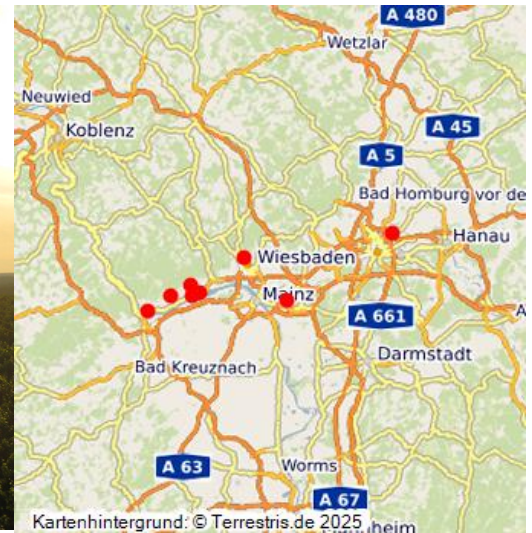 A 480
Wetzlar
Neuwied
A 45
Koblenz
A 5
Bad Homburg vor de
Hanau
Wiesbaden
Mainz
A
A 661
Darmstadt
Bad Kreuznach
A 63
Worms
A 67
nheim
Kartenhintergrund: © Terrestris.de 2025